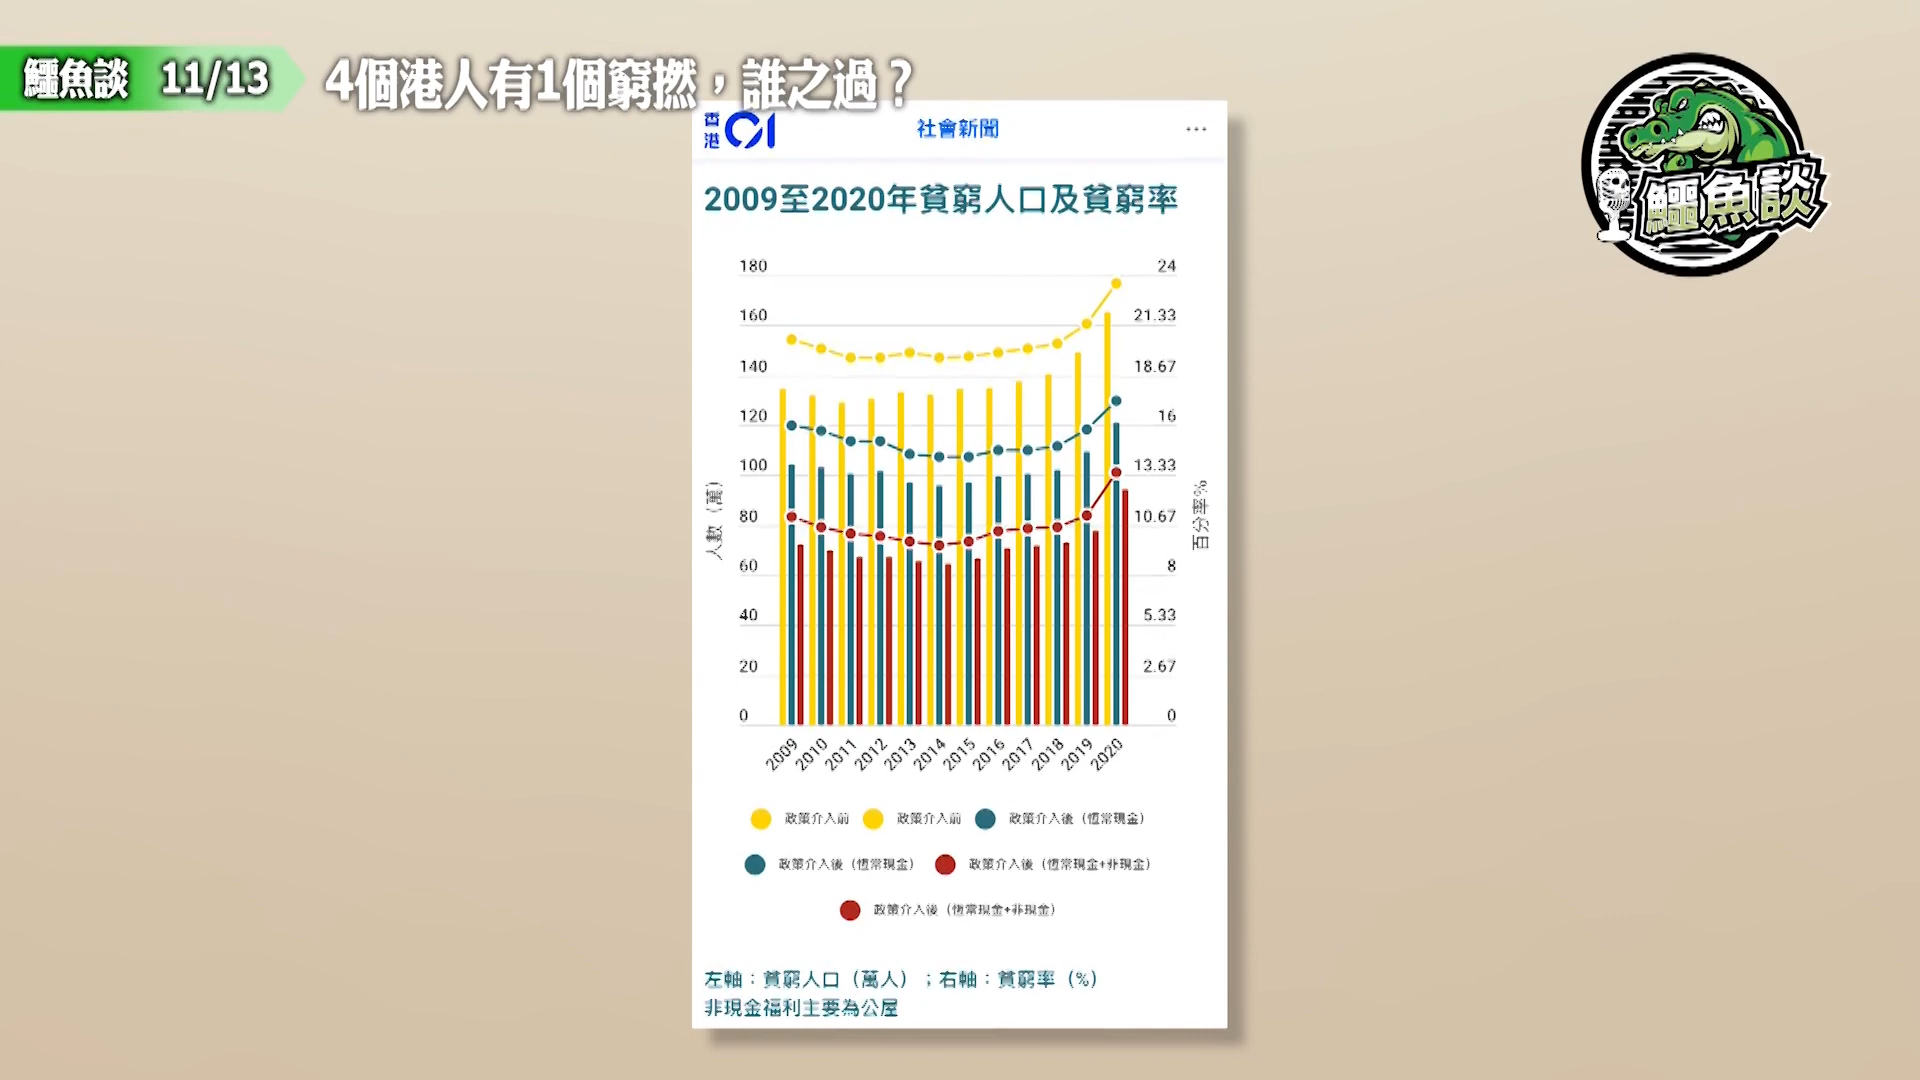 鱷魚談 11/13 4個港人有1個窮撚，誰之過？
鱷魚談
香港01 社會新聞 ...
2009至2020年貧窮人口及貧窮率
180 24
160 21.33
140 18.67
120 16
100 13.33
80 10.67
60 8
40 5.33
20 2.67
0 0
人數（萬）
百分率%
2009 2010 2011 2012 2013 2014 2015 2016 2017 2018 2019 2020
政策介入前 政策介入前 政策介入後（恆常現金）
政策介入後（恆常現金） 政策介入後（恆常現金+非現金）
政策介入後（恆常現金+非現金）
左軸：貧窮人口（萬人）；右軸：貧窮率（%）
非現金福利主要為公屋